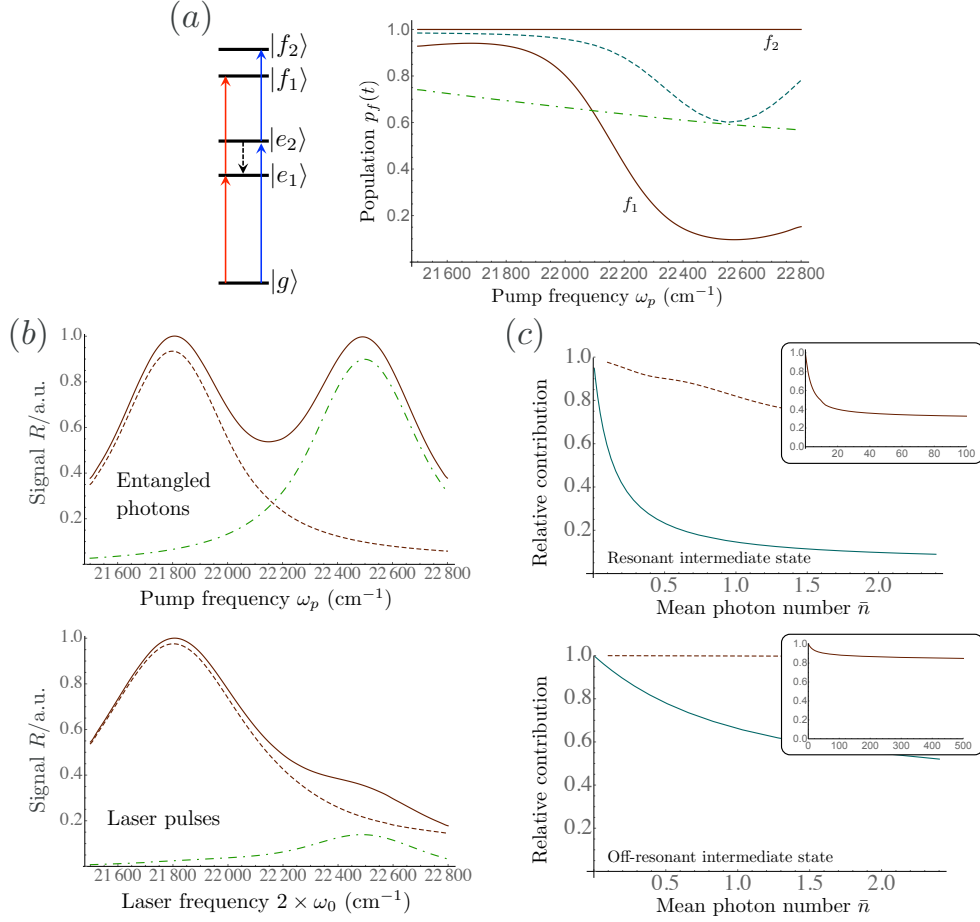 (a)
|f₂⟩
|f₁⟩
|e₂⟩
|e₁⟩
|g⟩
Population p_f(t)
1.0
0.8
0.6
0.4
0.2
f₂
f₁
21 600 21 800 22 000 22 200 22 400 22 600 22 800
Pump frequency ω_p (cm⁻¹)
(b)
Signal R/a.u.
1.0
0.8
0.6
0.4
0.2
Entangled
photons
21 600 21 800 22 000 22 200 22 400 22 600 22 800
Pump frequency ω_p (cm⁻¹)
Signal R/a.u.
1.0
0.8
0.6
0.4
0.2
Laser pulses
21 600 21 800 22 000 22 200 22 400 22 600 22 800
Laser frequency 2 × ω₀ (cm⁻¹)
(c)
Relative contribution
1.0
0.8
0.6
0.4
0.2
1.0
0.8
0.6
0.4
0.2
0.0
0 20 40 60 80 100
Resonant intermediate state
0.5 1.0 1.5 2.0
Mean photon number n̄
Relative contribution
1.0
0.8
0.6
0.4
0.2
1.0
0.8
0.6
0.4
0.2
0.0
0 100 200 300 400 500
Off-resonant intermediate state
0.5 1.0 1.5 2.0
Mean photon number n̄